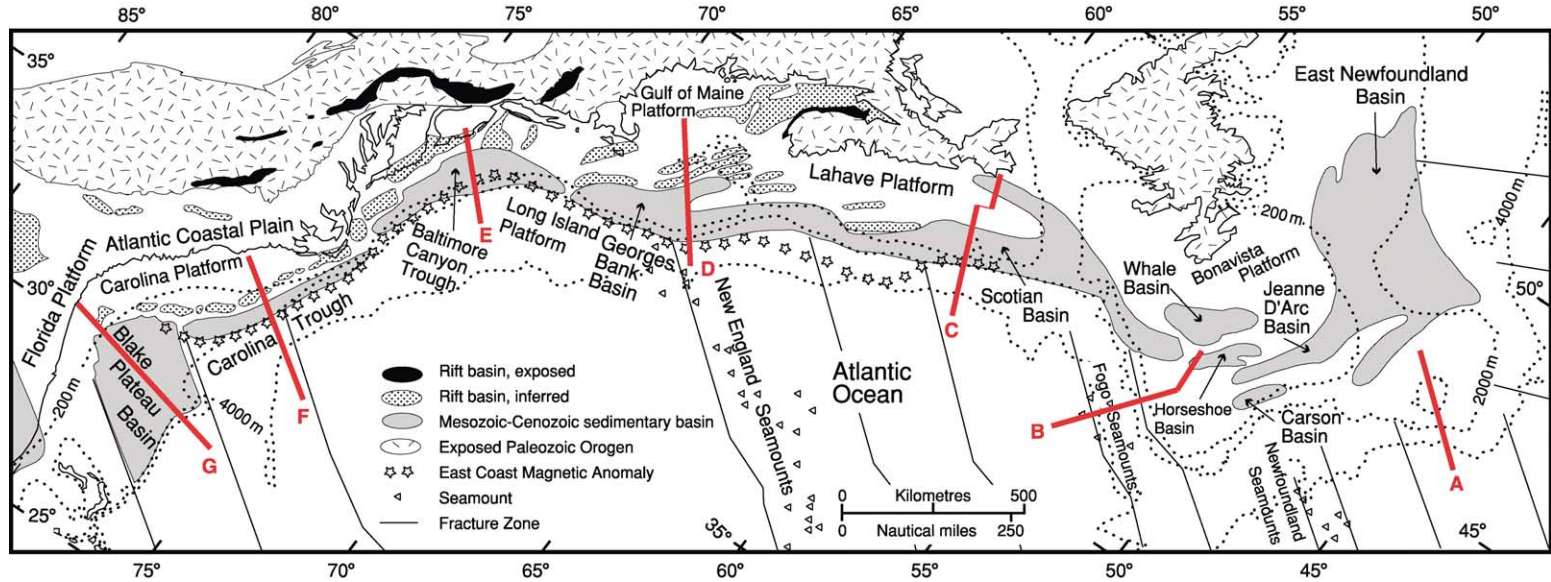 85°
80°
75°
70°
65°
60°
55°
50°
35°
East Newfoundland
Basin
Gulf of Maine
Platform
4000 m
Lahave Platform
200 m.
Atlantic Coastal Plain
Carolina Platform
E
Long Island
Platform
Georges
Bank
Basin
Baltimore
Canyon
Trough
Bonavista
Platform
Whale
Basin
Jeanne
D'Arc
Basin
30°
50°
Florida Platform
D
Scotian
Basin
C
New England Seamounts
Carolina Trough
Blake
Plateau
Basin
200 m
4000 m
2000 m
F
G
Atlantic
Ocean
Fogo Seamounts
B
Horseshoe
Basin
Carson
Basin
A
Newfoundland
Seamdunts
Rift basin, exposed
Rift basin, inferred
Mesozoic-Cenozoic sedimentary basin
Exposed Paleozoic Orogen
East Coast Magnetic Anomaly
Seamount
Fracture Zone
0 Kilometres 500
0 Nautical miles 250
25°
35°
45°
75°
70°
65°
60°
55°
50°
45°